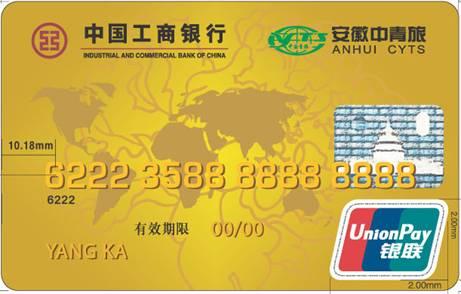 中国工商银行
INDUSTRIAL AND COMMERCIAL BANK OF CHINA
CYTS
安徽中青旅
ANHUI CYTS
10.18mm
6222 3588 8888 8888
6222
有效期限 00/00
YANG KA
UnionPay
银联
2.00mm
2.00mm